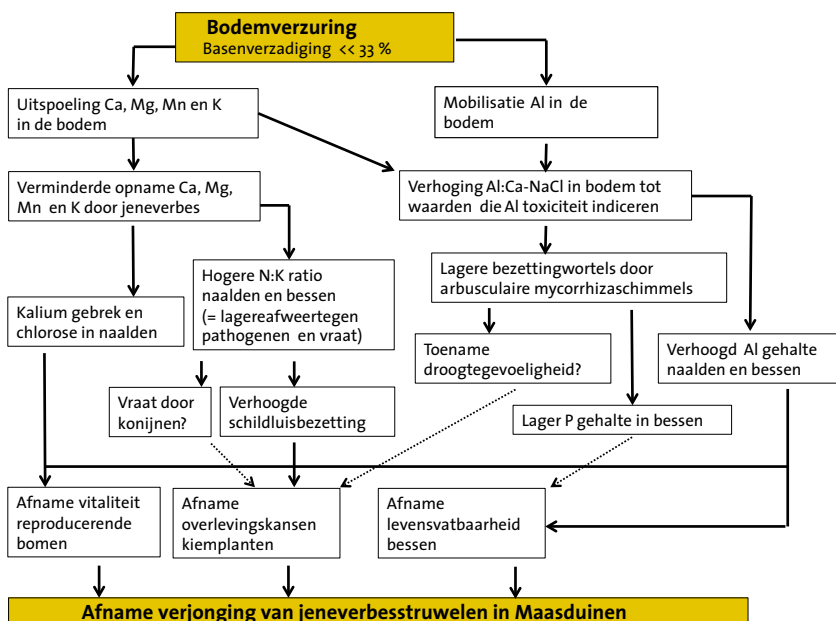 Bodemverzuring
Basenverzadiging << 33 %
Uitspoeling Ca, Mg, Mn en K
in de bodem
Mobilisatie Al in de
bodem
Verminderde opname Ca, Mg,
Mn en K door jeneverbes
Verhoging Al:Ca-NaCl in bodem tot
waarden die Al toxiciteit indiceren
Hogere N:K ratio
naalden en bessen
(= lagereafweertegen
pathogenen en vraat)
Lagere bezettingwortels door
arbusculaire mycorrhizaschimmels
Kalium gebrek en
chlorose in naalden
Toename
droogtegevoeligheid?
Verhoogd Al gehalte
naalden en bessen
Vraat door
konijnen?
Verhoogde
schildluisbezetting
Lager P gehalte in bessen
Afname vitaliteit
reproducerende
bomen
Afname
overlevingskansen
kiemplanten
Afname
levensvatbaarheid
bessen
Afname verjonging van jeneverbesstruwelen in Maasduinen